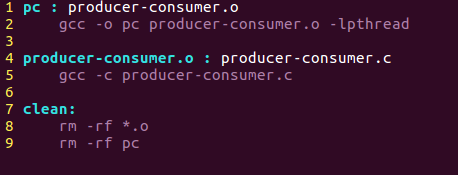 1 pc : producer-consumer.o
2     gcc -o pc producer-consumer.o -lpthread
3
4 producer-consumer.o : producer-consumer.c
5     gcc -c producer-consumer.c
6
7 clean:
8     rm -rf *.o
9     rm -rf pc